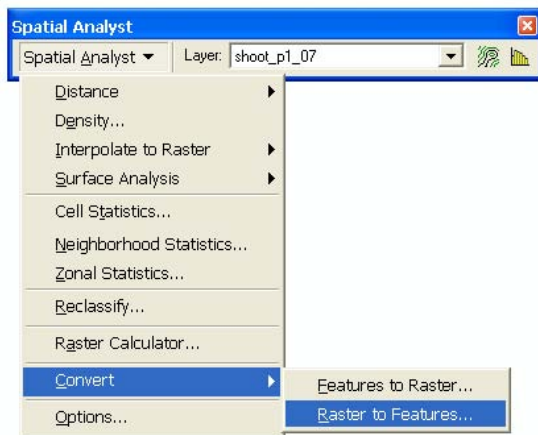 Spatial Analyst
Spatial Analyst Layer: shoot_p1_07
Distance
Density...
Interpolate to Raster
Surface Analysis
Cell Statistics...
Neighborhood Statistics...
Zonal Statistics...
Reclassify...
Raster Calculator...
Convert
Features to Raster...
Raster to Features...
Options...